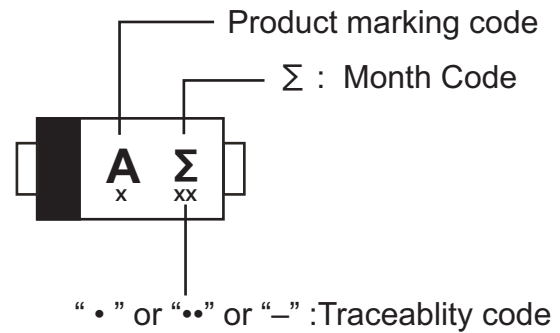 Product marking code
Σ : Month Code
A Σ
x xx
“ • ” or “••” or “–” :Traceablity code